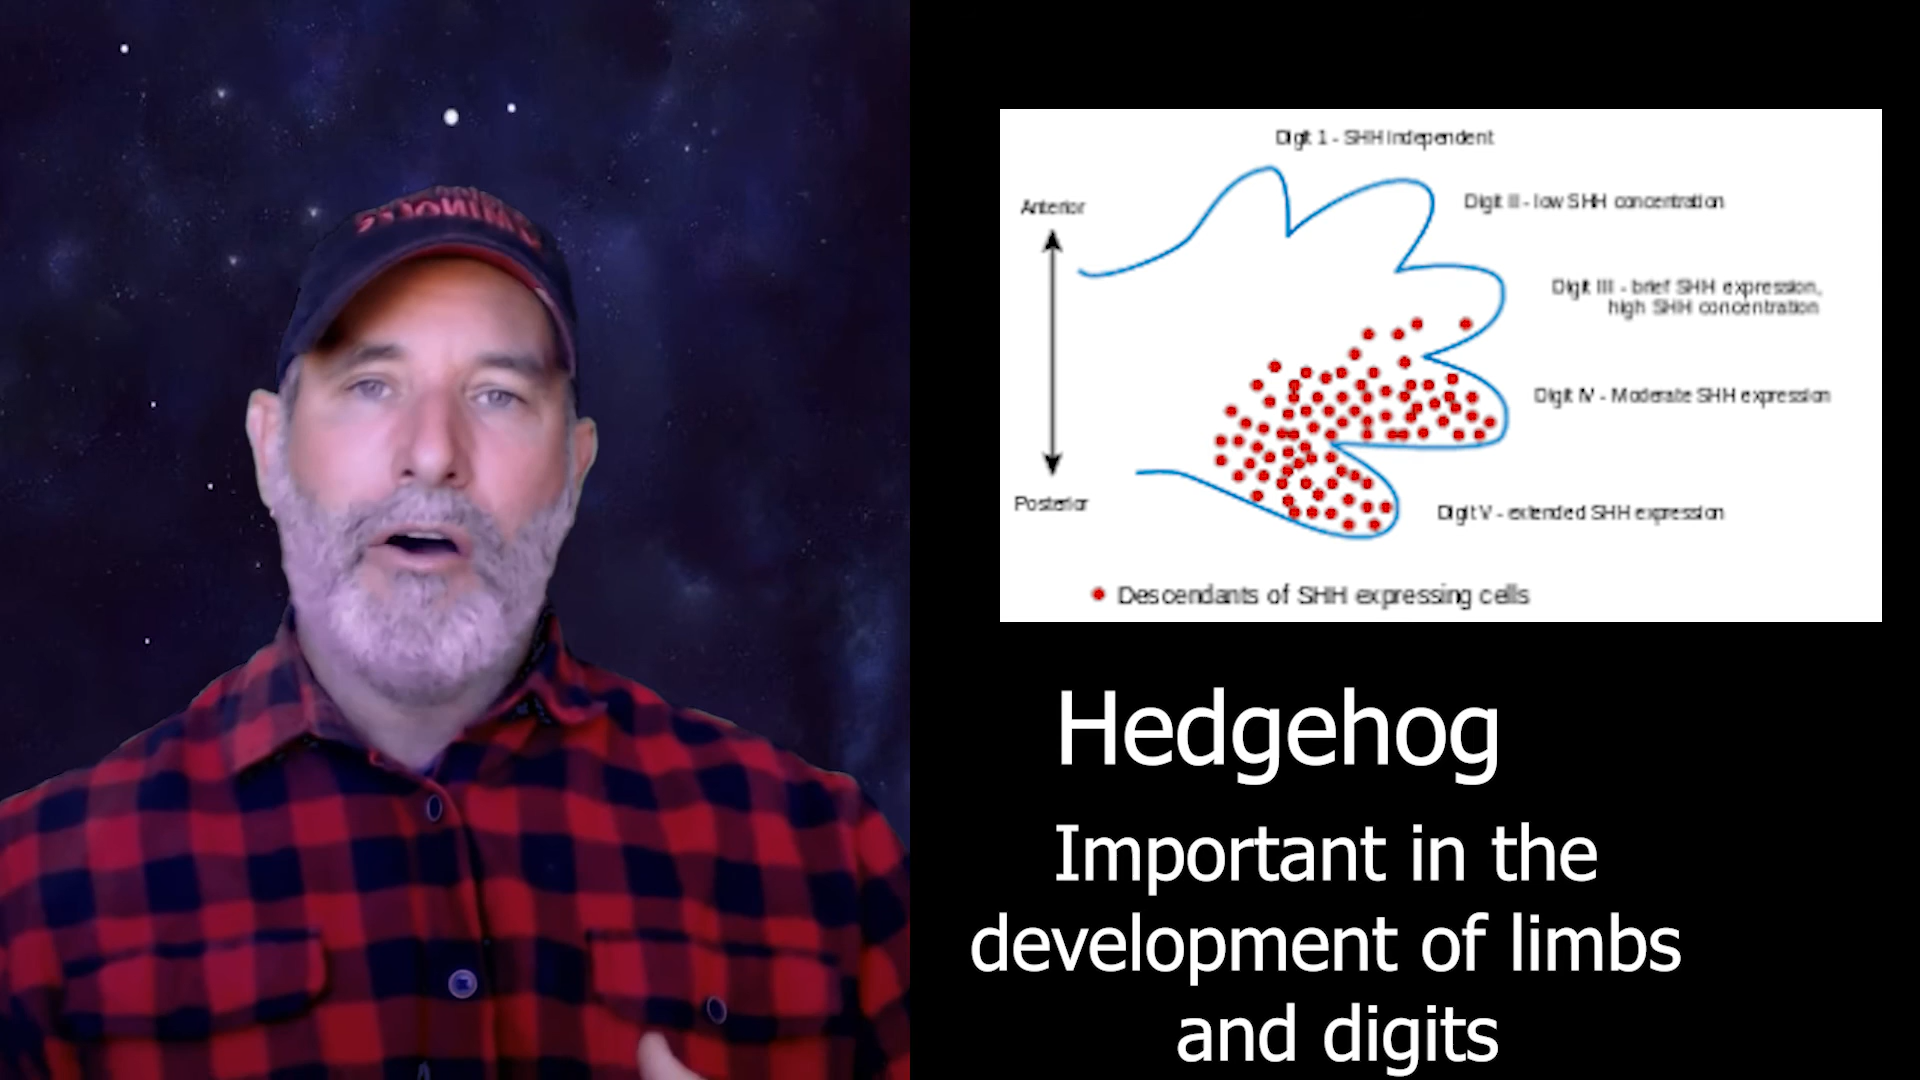 Digit 1 - SHH independent
Anterior
Digit II - low SHH concentration
Digit III - brief SHH expression,
high SHH concentration
Digit IV - Moderate SHH expression
Posterior
Digit V - extended SHH expression
Descendants of SHH expressing cells
Hedgehog
Important in the
development of limbs
and digits